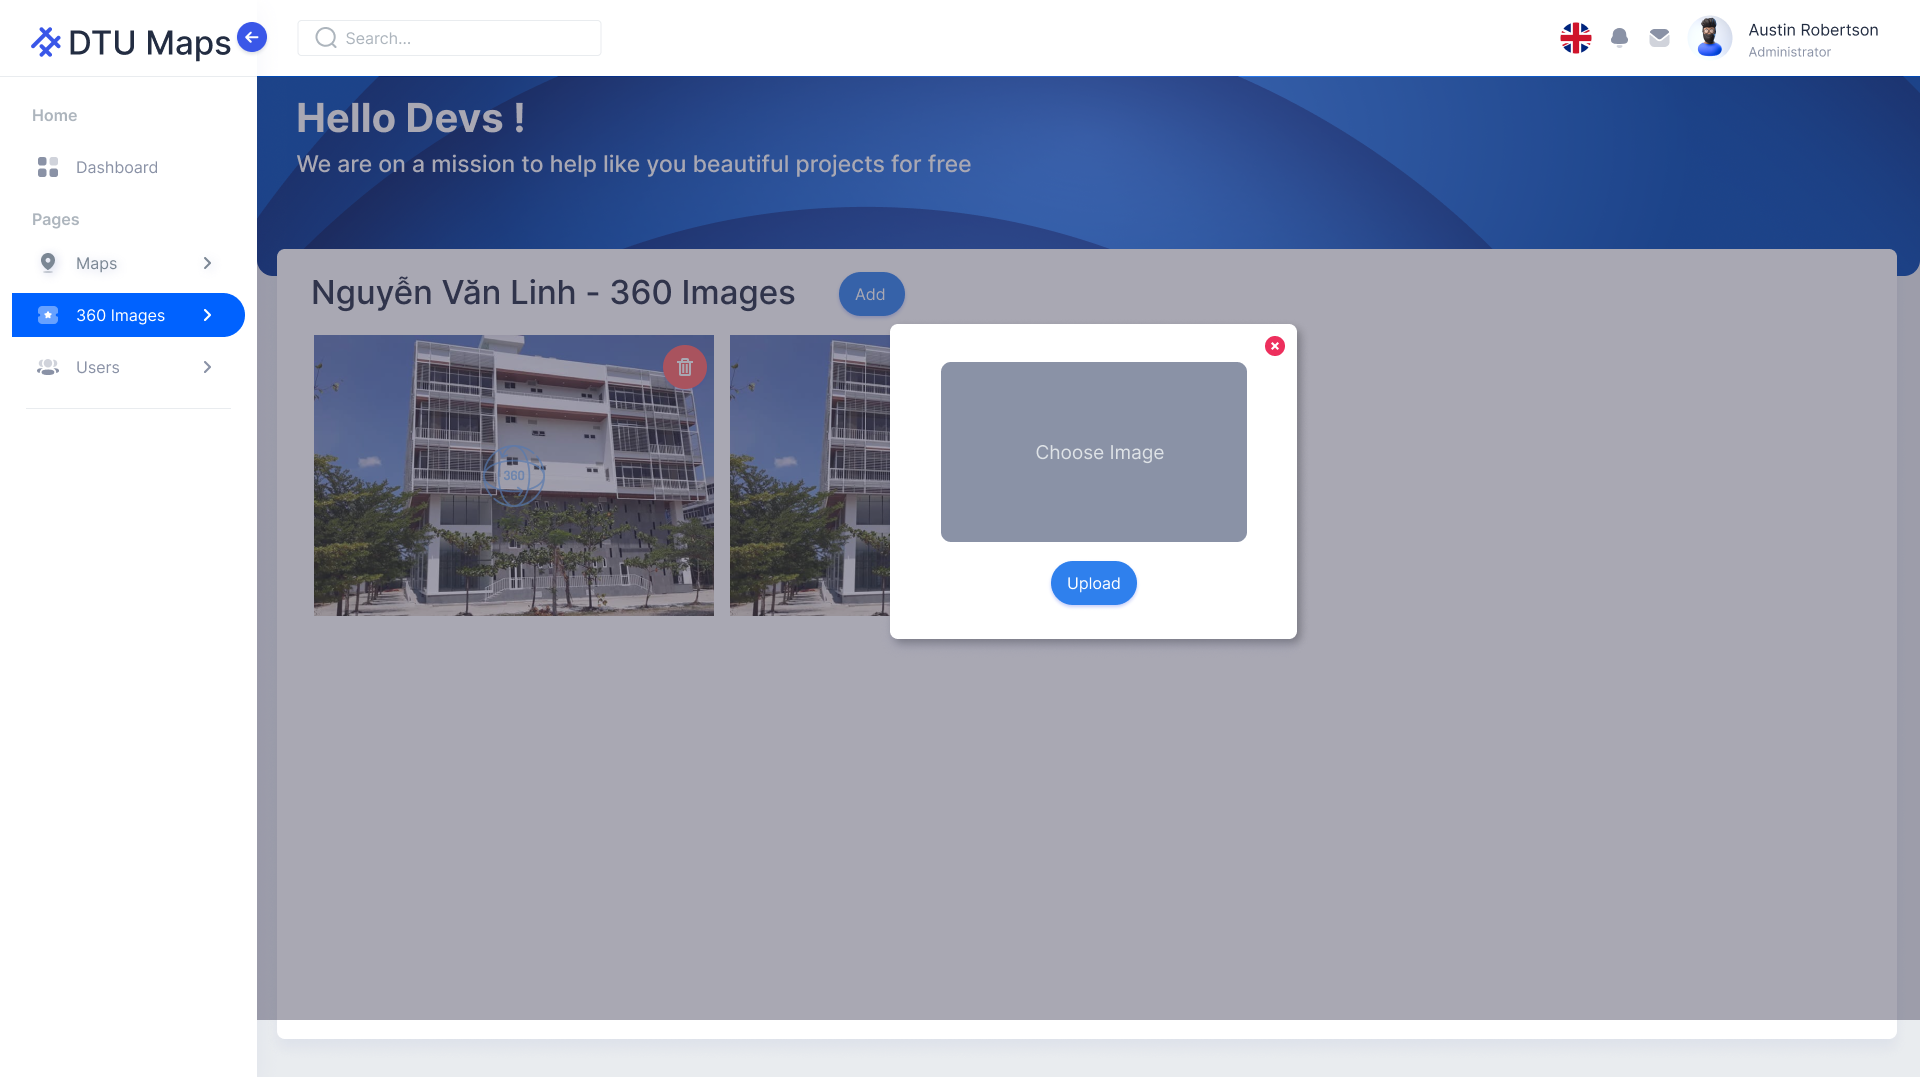 DTU Maps
Search...
Austin Robertson
Administrator
Home
Dashboard
Pages
Maps
360 Images
Users
Hello Devs !
We are on a mission to help like you beautiful projects for free
Nguyễn Văn Linh - 360 Images
Add
360
Choose Image
Upload